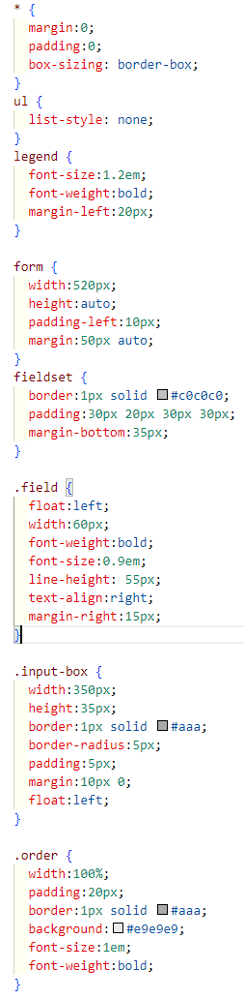 * {
  margin:0;
  padding:0;
  box-sizing: border-box;
}
ul {
  list-style: none;
}
legend {
  font-size:1.2em;
  font-weight:bold;
  margin-left:20px;
}

form {
  width:520px;
  height:auto;
  padding-left:10px;
  margin:50px auto;
}
fieldset {
  border:1px solid #c0c0c0;
  padding:30px 20px 30px 30px;
  margin-bottom:35px;
}

.field {
  float:left;
  width:60px;
  font-weight:bold;
  font-size:0.9em;
  line-height: 55px;
  text-align:right;
  margin-right:15px;
}

.input-box {
  width:350px;
  height:35px;
  border:1px solid #aaa;
  border-radius:5px;
  padding:5px;
  margin:10px 0;
  float:left;
}

.order {
  width:100%;
  padding:20px;
  border:1px solid #aaa;
  background:#e9e9e9;
  font-size:1em;
  font-weight:bold;
}